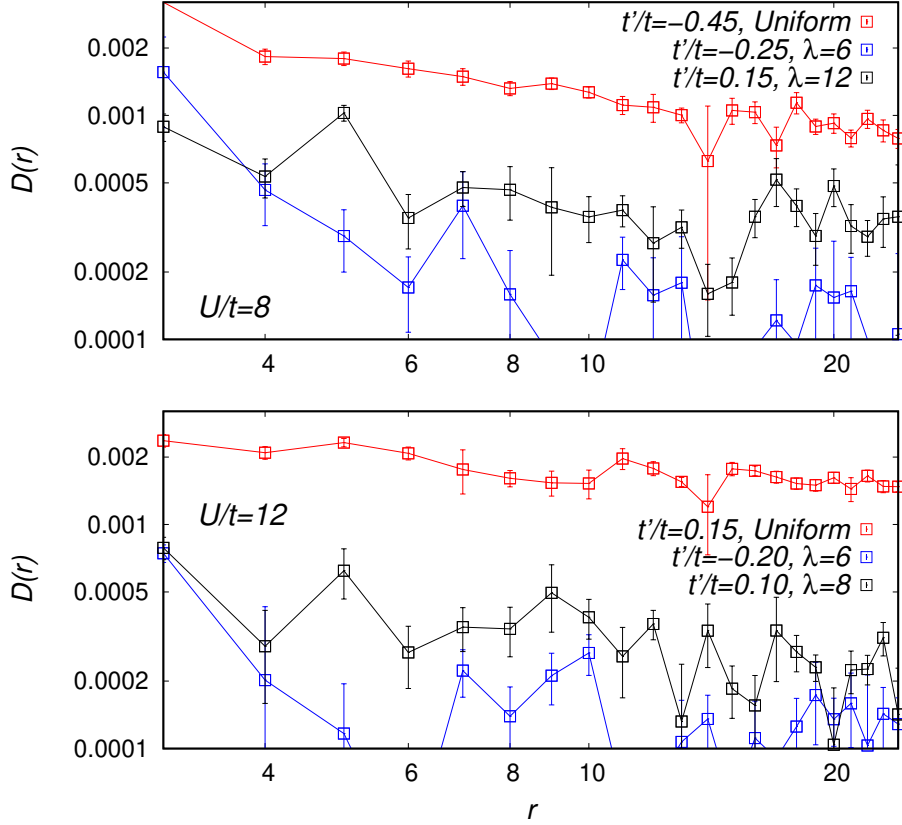 t'/t=−0.45, Uniform
t'/t=−0.25, λ=6
t'/t=0.15, λ=12
D(r)
0.002
0.001
0.0005
0.0002
0.0001
U/t=8
4 6 8 10 20
D(r)
0.002
0.001
0.0005
0.0002
0.0001
U/t=12
t'/t=0.15, Uniform
t'/t=−0.20, λ=6
t'/t=0.10, λ=8
4 6 8 10 20
r